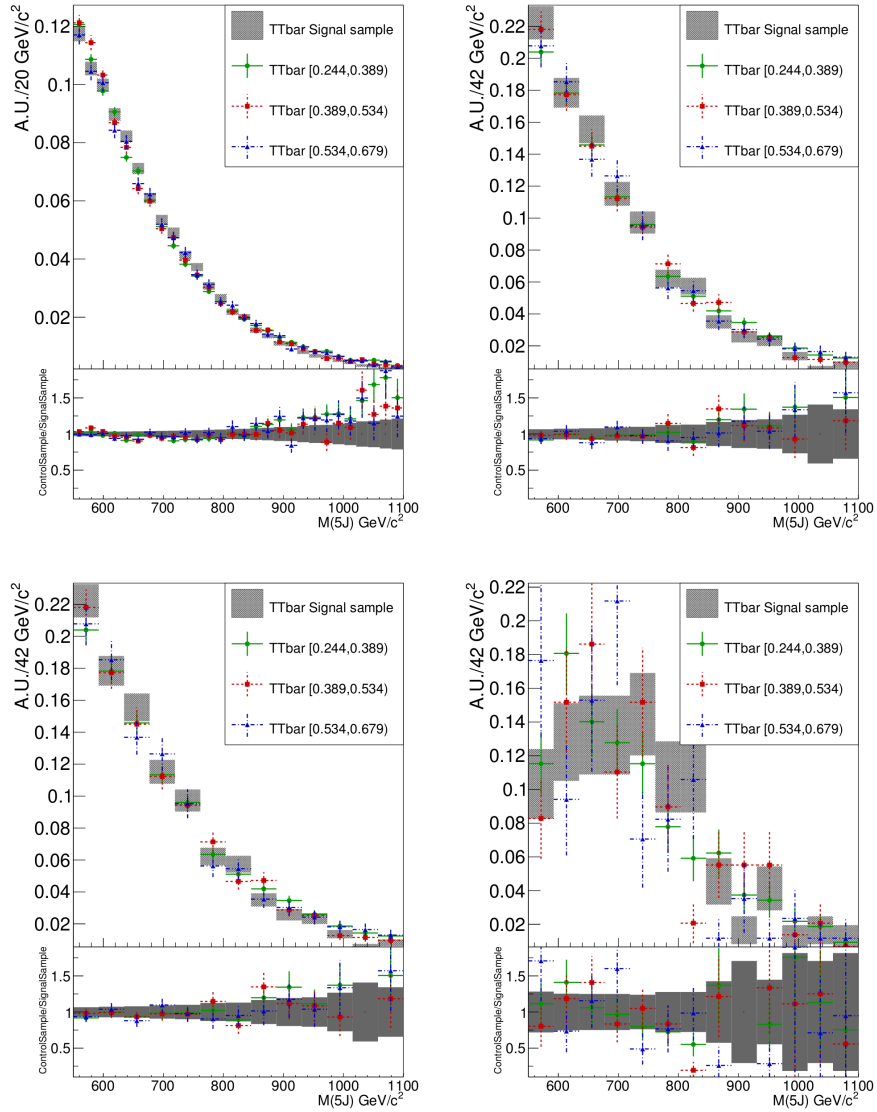 A.U./20 GeV/c²
0.12
0.1
0.08
0.06
0.04
0.02
TTbar Signal sample
TTbar [0.244,0.389)
TTbar [0.389,0.534)
TTbar [0.534,0.679)
ControlSample/SignalSample
1.5
1
0.5
600 700 800 900 1000 1100
M(5J) GeV/c²
A.U./42 GeV/c²
0.22
0.2
0.18
0.16
0.14
0.12
0.1
0.08
0.06
0.04
0.02
TTbar Signal sample
TTbar [0.244,0.389)
TTbar [0.389,0.534)
TTbar [0.534,0.679)
ControlSample/SignalSample
1.5
1
0.5
600 700 800 900 1000 1100
M(5J) GeV/c²
A.U./42 GeV/c²
0.22
0.2
0.18
0.16
0.14
0.12
0.1
0.08
0.06
0.04
0.02
TTbar Signal sample
TTbar [0.244,0.389)
TTbar [0.389,0.534)
TTbar [0.534,0.679)
ControlSample/SignalSample
1.5
1
0.5
600 700 800 900 1000 1100
M(5J) GeV/c²
A.U./42 GeV/c²
0.22
0.2
0.18
0.16
0.14
0.12
0.1
0.08
0.06
0.04
0.02
TTbar Signal sample
TTbar [0.244,0.389)
TTbar [0.389,0.534)
TTbar [0.534,0.679)
ControlSample/SignalSample
1.5
1
0.5
600 700 800 900 1000 1100
M(5J) GeV/c²